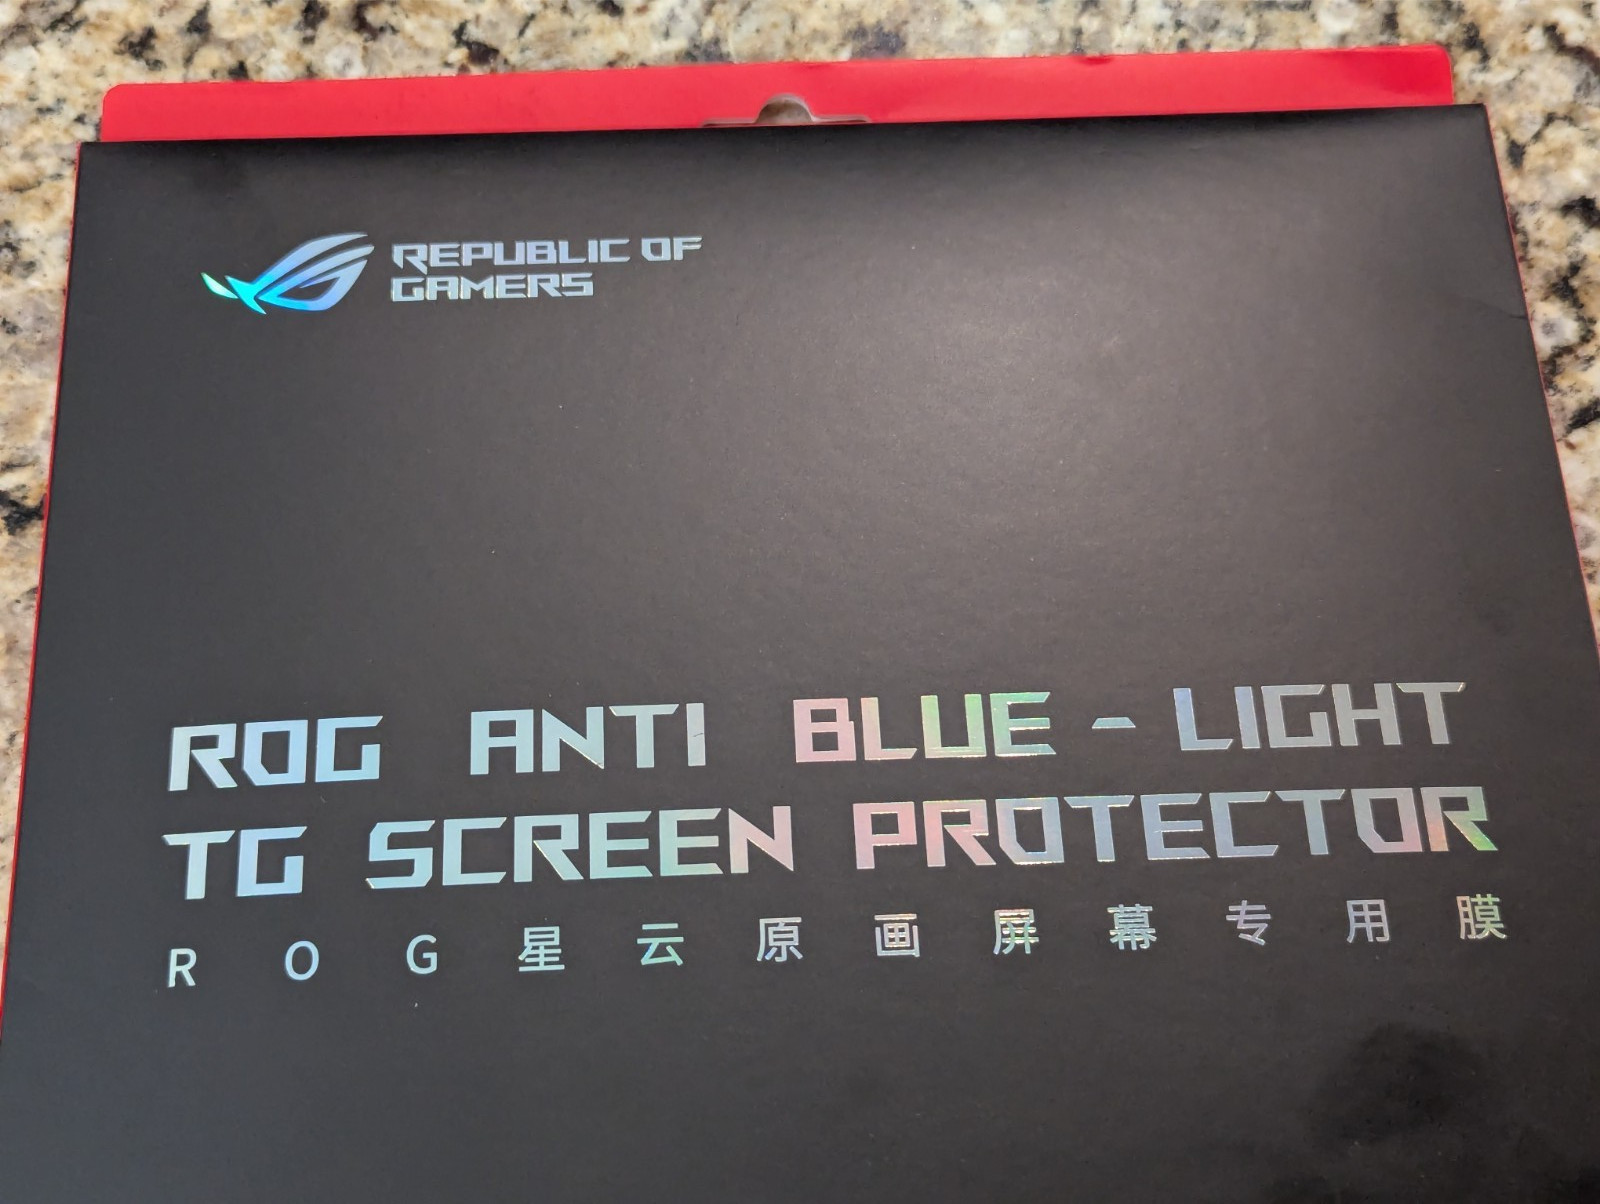 REPUBLIC OF
GAMERS
ROG ANTI BLUE - LIGHT
TG SCREEN PROTECTOR
ROG星云原画屏幕专用膜